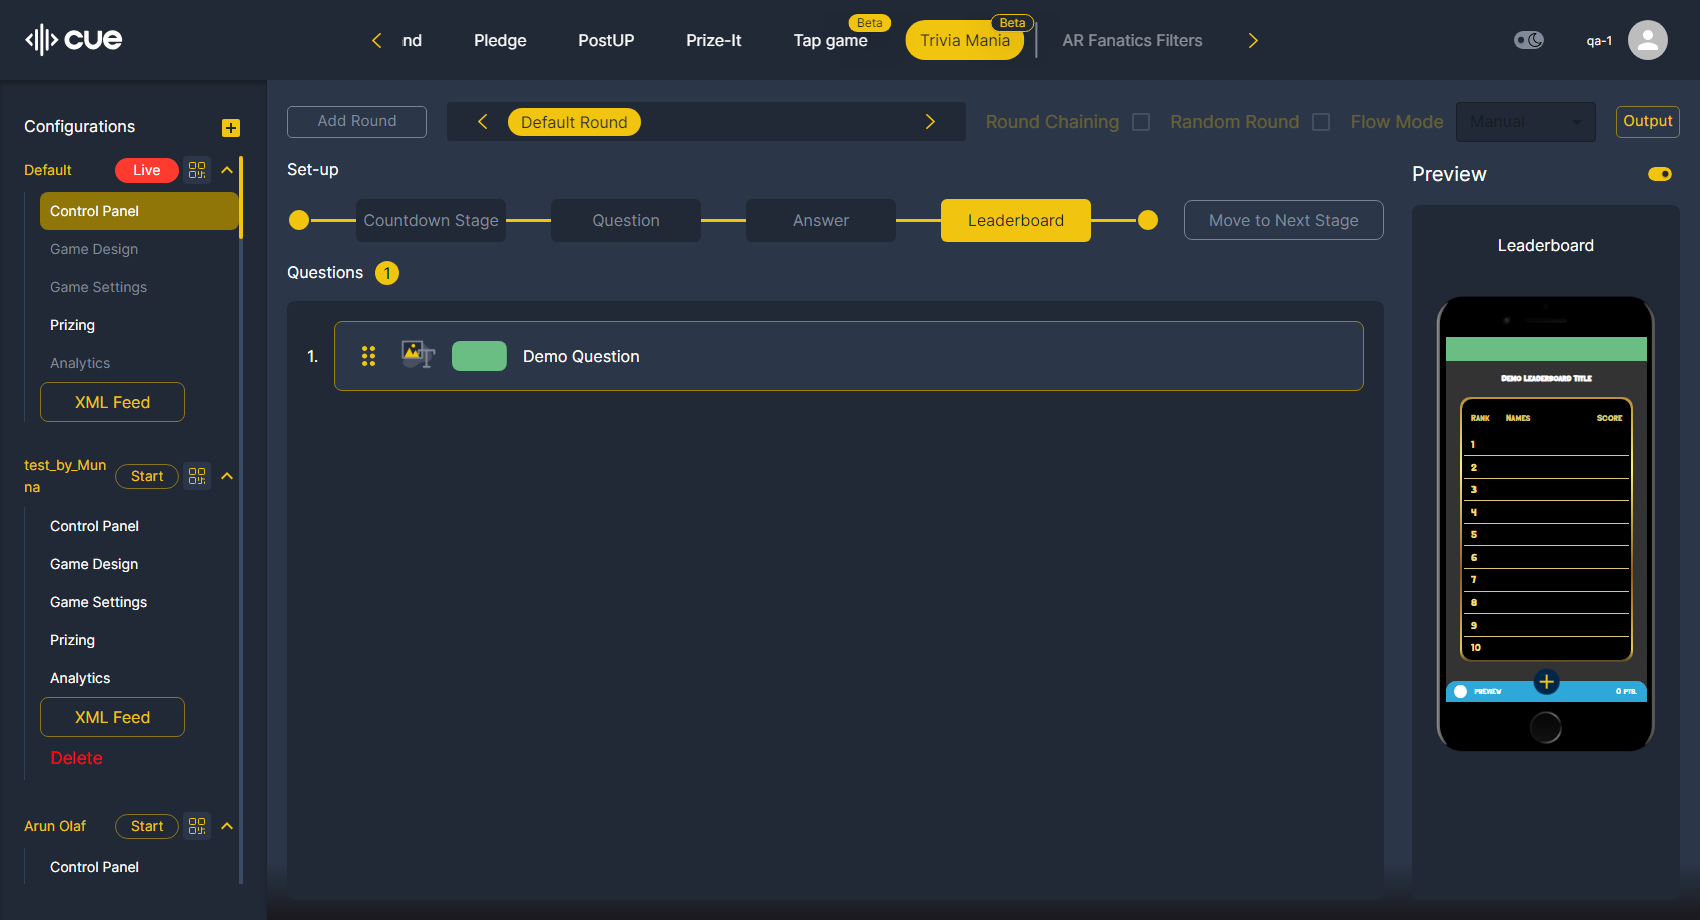 cue
nd
Pledge
PostUP
Prize-It
Tap game
Beta
Trivia Mania
Beta
AR Fanatics Filters
qa-1
Configurations
Default
Live
Control Panel
Game Design
Game Settings
Prizing
Analytics
XML Feed
test_by_Mun
na
Start
Control Panel
Game Design
Game Settings
Prizing
Analytics
XML Feed
Delete
Arun Olaf
Start
Control Panel
Add Round
Default Round
Round Chaining
Random Round
Flow Mode
Manual
Output
Set-up
Countdown Stage
Question
Answer
Leaderboard
Move to Next Stage
Questions 1
1.
T
Demo Question
Preview
Leaderboard
Demo Leaderboard Title
Rank Names Score
1
2
3
4
5
6
7
8
9
10
PREVIEW
0 PTS.